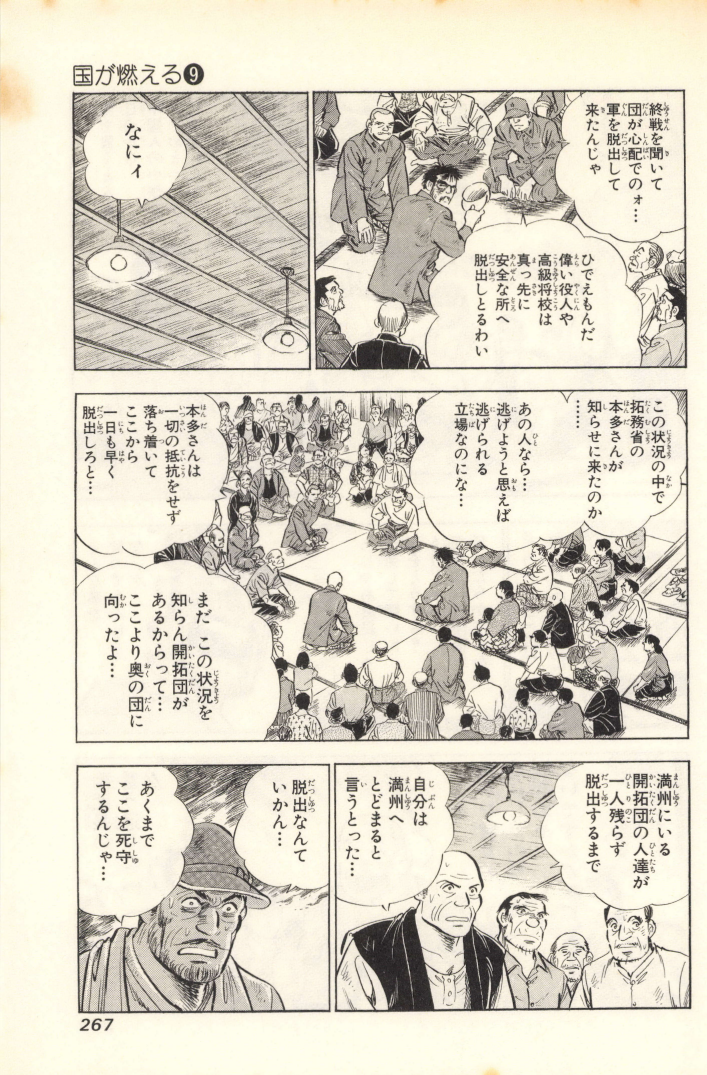 国が燃える❾
終戦を聞いて
団が心配でのォ…
軍を脱出して
来たんじゃ
ひでえもんだ
偉い役人や
高級将校は
真っ先に
安全な所へ
脱出しとるわい
なにィ
この状況の中で
拓務省の
本多さんが
知らせに来たのか
……
あの人なら…
逃げようと思えば
逃げられる
立場なのにな…
本多さんは
一切の抵抗をせず
落ち着いて
ここから
一日も早く
脱出しろと…
まだ この状況を
知らん開拓団が
あるからって…
ここより奥の団に
向ったよ…
満州にいる
開拓団の人達が
一人残らず
脱出するまで
自分は
満州へ
とどまると
言うとった…
脱出なんて
いかん…
あくまで
ここを死守
するんじゃ…
267